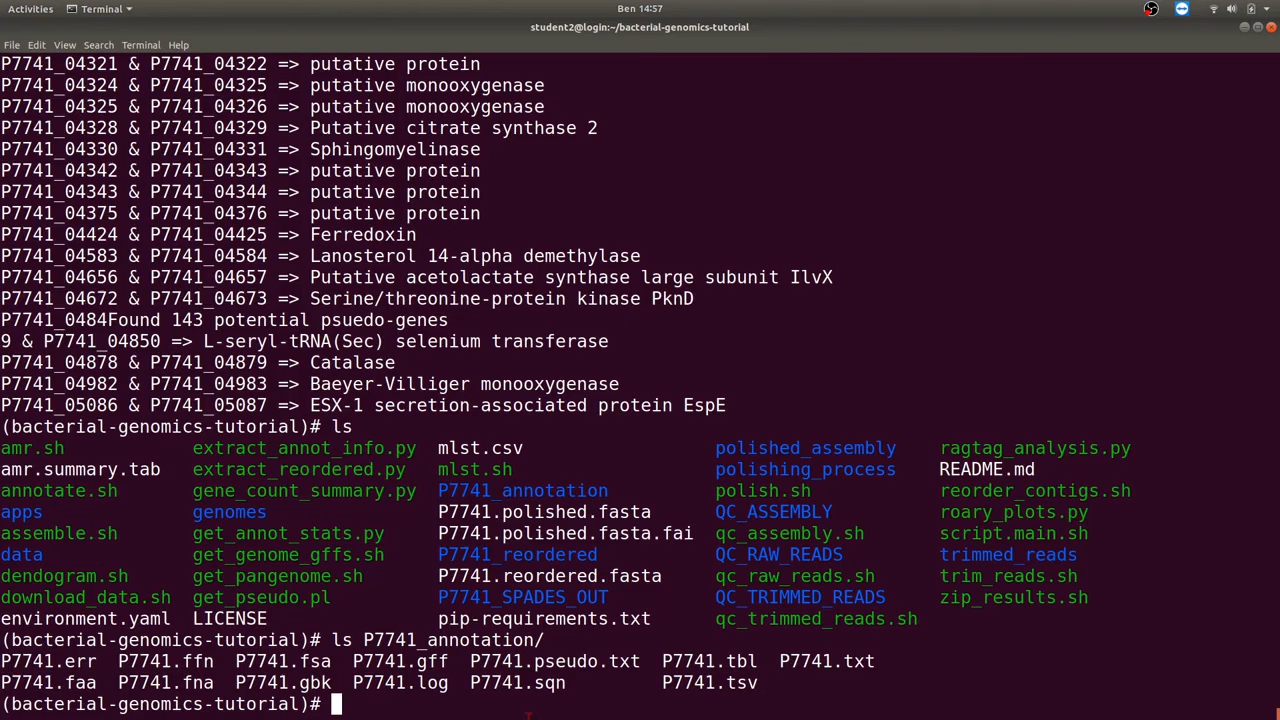 Activities Terminal Ben 14:57
student2@login:~/bacterial-genomics-tutorial
File Edit View Search Terminal Help
P7741_04321 & P7741_04322 => putative protein
P7741_04324 & P7741_04325 => putative monooxygenase
P7741_04325 & P7741_04326 => putative monooxygenase
P7741_04328 & P7741_04329 => Putative citrate synthase 2
P7741_04330 & P7741_04331 => Sphingomyelinase
P7741_04342 & P7741_04343 => putative protein
P7741_04343 & P7741_04344 => putative protein
P7741_04375 & P7741_04376 => putative protein
P7741_04424 & P7741_04425 => Ferredoxin
P7741_04583 & P7741_04584 => Lanosterol 14-alpha demethylase
P7741_04656 & P7741_04657 => Putative acetolactate synthase large subunit IlvX
P7741_04672 & P7741_04673 => Serine/threonine-protein kinase PknD
P7741_0484Found 143 potential psuedo-genes
9 & P7741_04850 => L-seryl-tRNA(Sec) selenium transferase
P7741_04878 & P7741_04879 => Catalase
P7741_04982 & P7741_04983 => Baeyer-Villiger monooxygenase
P7741_05086 & P7741_05087 => ESX-1 secretion-associated protein EspE
(bacterial-genomics-tutorial)# ls
amr.sh extract_annot_info.py mlst.csv polished_assembly ragtag_analysis.py
amr.summary.tab extract_reordered.py mlst.sh polishing_process README.md
annotate.sh gene_count_summary.py P7741_annotation polish.sh reorder_contigs.sh
apps genomes P7741.polished.fasta QC_ASSEMBLY roary_plots.py
assemble.sh get_annot_stats.py P7741.polished.fasta.fai qc_assembly.sh script.main.sh
data get_genome_gffs.sh P7741_reordered QC_RAW_READS trimmed_reads
dendogram.sh get_pangenome.sh P7741.reordered.fasta qc_raw_reads.sh trim_reads.sh
download_data.sh get_pseudo.pl P7741_SPADES_OUT QC_TRIMMED_READS zip_results.sh
environment.yaml LICENSE pip-requirements.txt qc_trimmed_reads.sh
(bacterial-genomics-tutorial)# ls P7741_annotation/
P7741.err P7741.ffn P7741.fsa P7741.gff P7741.pseudo.txt P7741.tbl P7741.txt
P7741.faa P7741.fna P7741.gbk P7741.log P7741.sqn P7741.tsv
(bacterial-genomics-tutorial)#